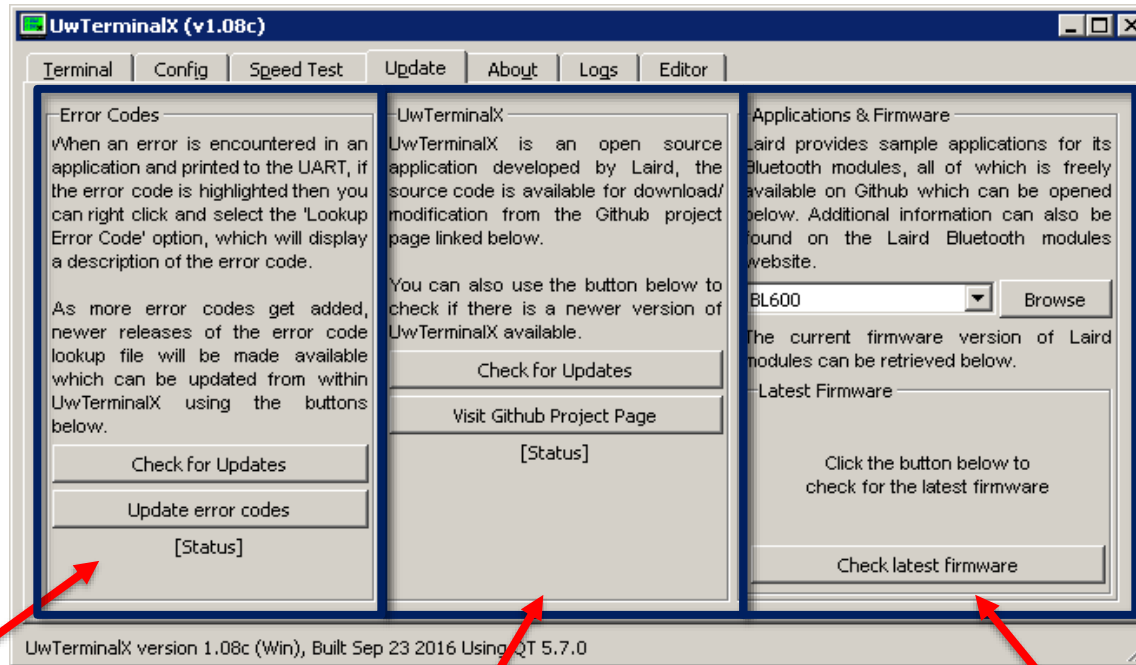 UwTerminalX (v1.08c)
Terminal Config Speed Test Update About Logs Editor
Error Codes
When an error is encountered in an
application and printed to the UART, if
the error code is highlighted then you
can right click and select the 'Lookup
Error Code' option, which will display
a description of the error code.
As more error codes get added,
newer releases of the error code
lookup file will be made available
which can be updated from within
UwTerminalX using the buttons
below.
Check for Updates
Update error codes
[Status]
UwTerminalX
UwTerminalX is an open source
application developed by Laird, the
source code is available for download/
modification from the Github project
page linked below.
You can also use the button below to
check if there is a newer version of
UwTerminalX available.
Check for Updates
Visit Github Project Page
[Status]
Applications & Firmware
Laird provides sample applications for its
Bluetooth modules, all of which is freely
available on Github which can be opened
below. Additional information can also be
found on the Laird Bluetooth modules
website.
BL600 Browse
The current firmware version of Laird
modules can be retrieved below.
Latest Firmware
Click the button below to
check for the latest firmware
Check latest firmware
UwTerminalX version 1.08c (Win), Built Sep 23 2016 Using QT 5.7.0